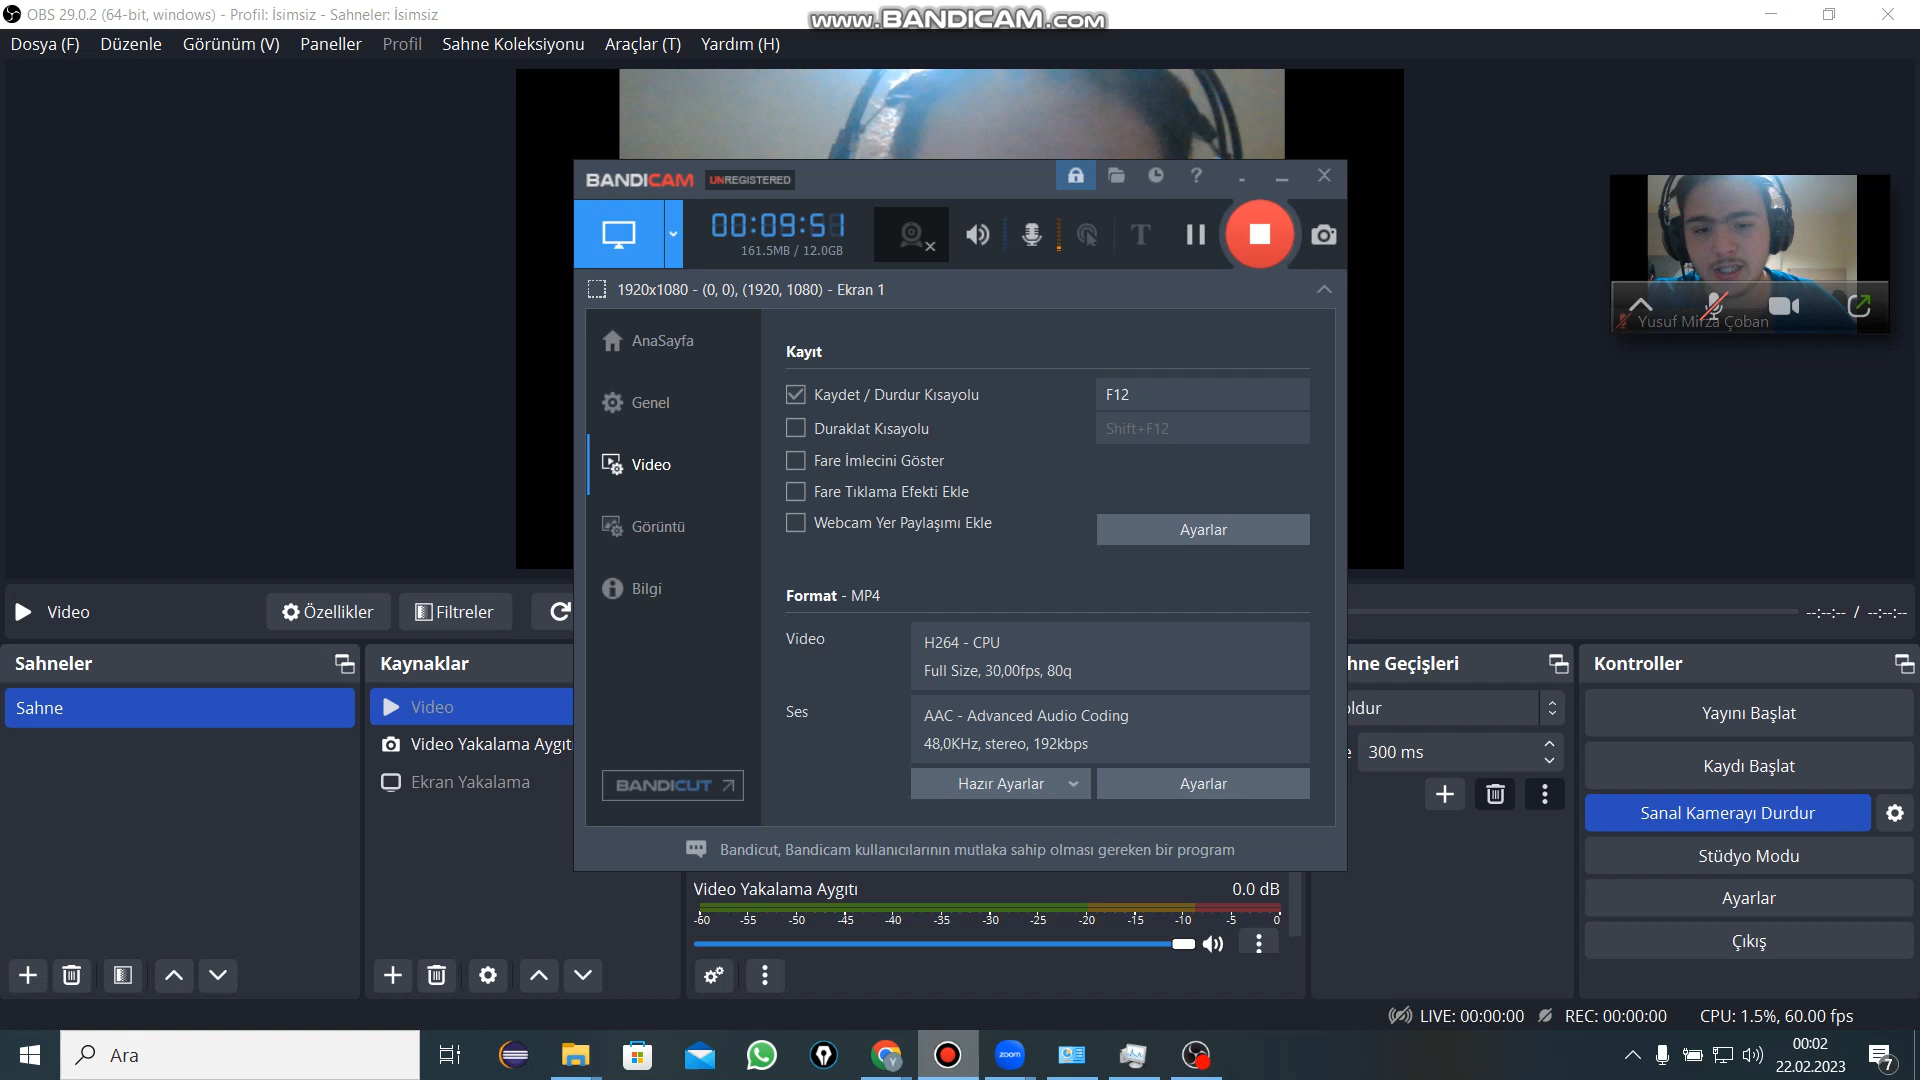 OBS 29.0.2 (64-bit, windows) - Profil: İsimsiz - Sahneler: İsimsiz
www.BANDICAM.com
Dosya (F) Düzenle Görünüm (V) Paneller Profil Sahne Koleksiyonu Araçlar (T) Yardım (H)
BANDICAM UNREGISTERED
00:09:51
161.5MB / 12.0GB
1920x1080 - (0, 0), (1920, 1080) - Ekran 1
AnaSayfa
Genel
Video
Görüntü
Bilgi
BANDICUT
Kayıt
Kaydet / Durdur Kısayolu F12
Duraklat Kısayolu Shift+F12
Fare İmlecini Göster
Fare Tıklama Efekti Ekle
Webcam Yer Paylaşımı Ekle Ayarlar
Format - MP4
Video H264 - CPU
Full Size, 30,00fps, 80q
Ses AAC - Advanced Audio Coding
48,0KHz, stereo, 192kbps
Hazır Ayarlar Ayarlar
Bandicut, Bandicam kullanıcılarının mutlaka sahip olması gereken bir program
Yusuf Mirza Çoban
Video Özellikler Filtreler --:--:-- / --:--:--
Sahneler
Sahne
Kaynaklar
Video
Video Yakalama Aygıt
Ekran Yakalama
Video Yakalama Aygıtı 0.0 dB
-60 -55 -50 -45 -40 -35 -30 -25 -20 -15 -10 -5 0
hne Geçişleri
oldur
e 300 ms
Kontroller
Yayını Başlat
Kaydı Başlat
Sanal Kamerayı Durdur
Stüdyo Modu
Ayarlar
Çıkış
LIVE: 00:00:00 REC: 00:00:00 CPU: 1.5%, 60.00 fps
Ara
zoom
00:02
22.02.2023
7